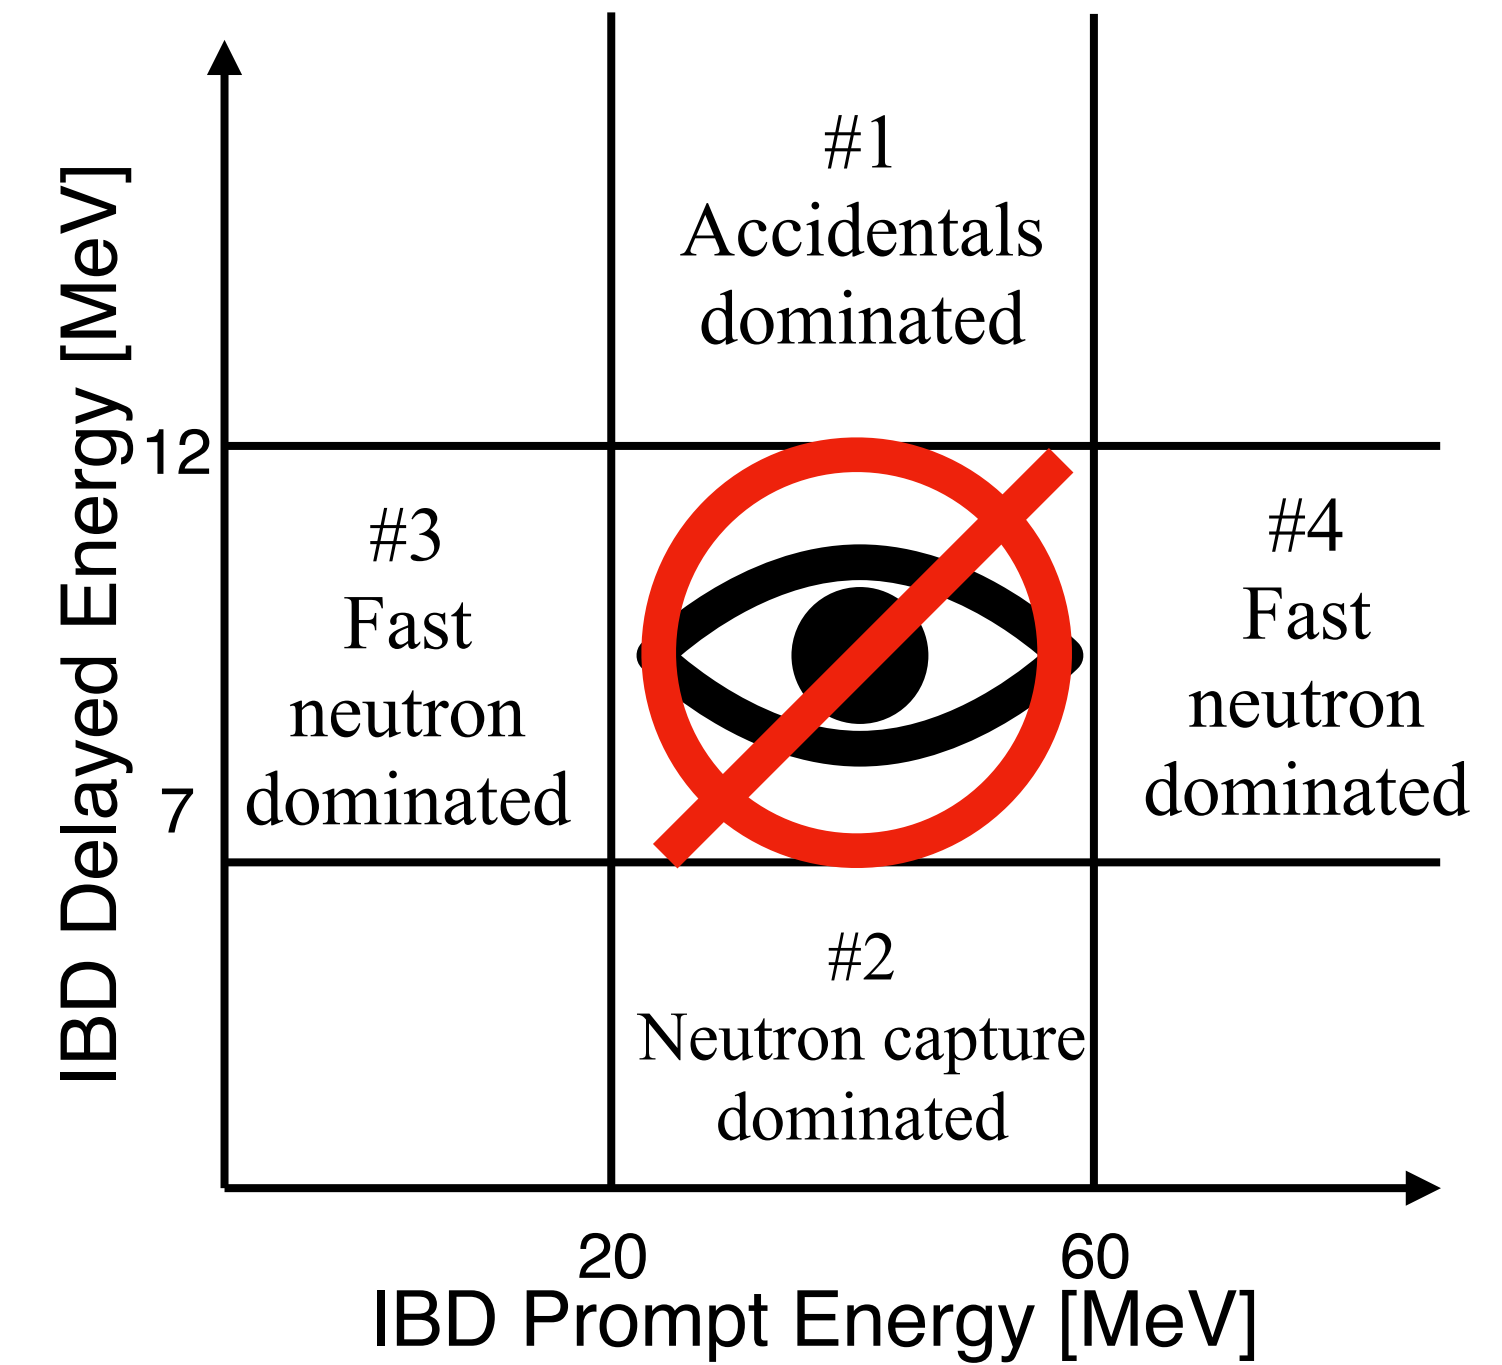 #1
Accidentals
dominated
IBD Delayed Energy [MeV]
12
#3
Fast
neutron
dominated
#4
Fast
neutron
dominated
7
#2
Neutron capture
dominated
20
60
IBD Prompt Energy [MeV]